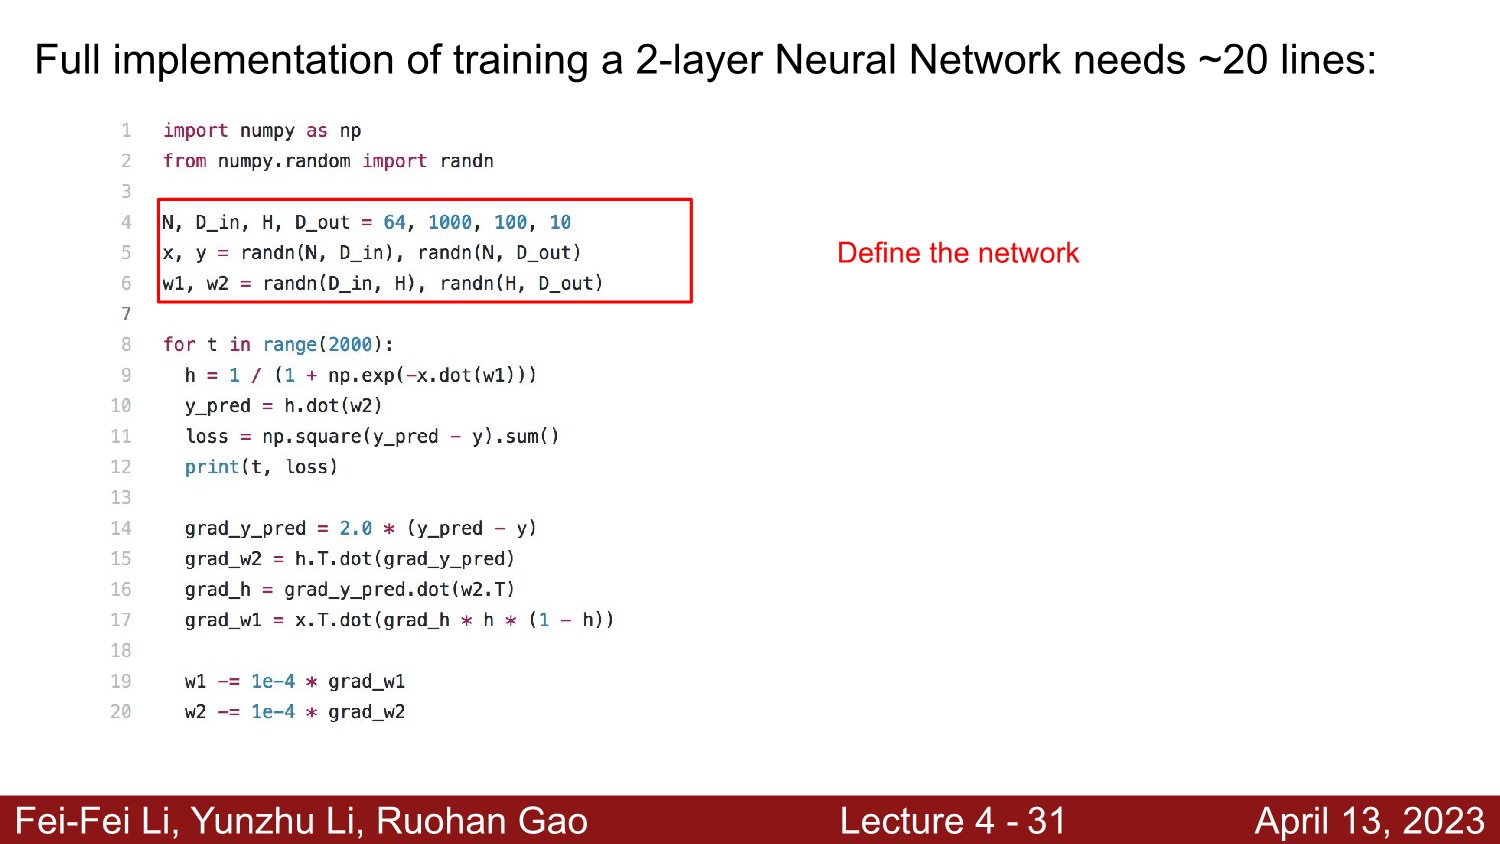 Full implementation of training a 2-layer Neural Network needs ~20 lines:
1 import numpy as np
2 from numpy.random import randn
3
4 N, D_in, H, D_out = 64, 1000, 100, 10
5 x, y = randn(N, D_in), randn(N, D_out)
6 w1, w2 = randn(D_in, H), randn(H, D_out)
Define the network
7
8 for t in range(2000):
9   h = 1 / (1 + np.exp(-x.dot(w1)))
10   y_pred = h.dot(w2)
11   loss = np.square(y_pred - y).sum()
12   print(t, loss)
13
14   grad_y_pred = 2.0 * (y_pred - y)
15   grad_w2 = h.T.dot(grad_y_pred)
16   grad_h = grad_y_pred.dot(w2.T)
17   grad_w1 = x.T.dot(grad_h * h * (1 - h))
18
19   w1 -= 1e-4 * grad_w1
20   w2 -= 1e-4 * grad_w2
Fei-Fei Li, Yunzhu Li, Ruohan Gao Lecture 4 - 31 April 13, 2023